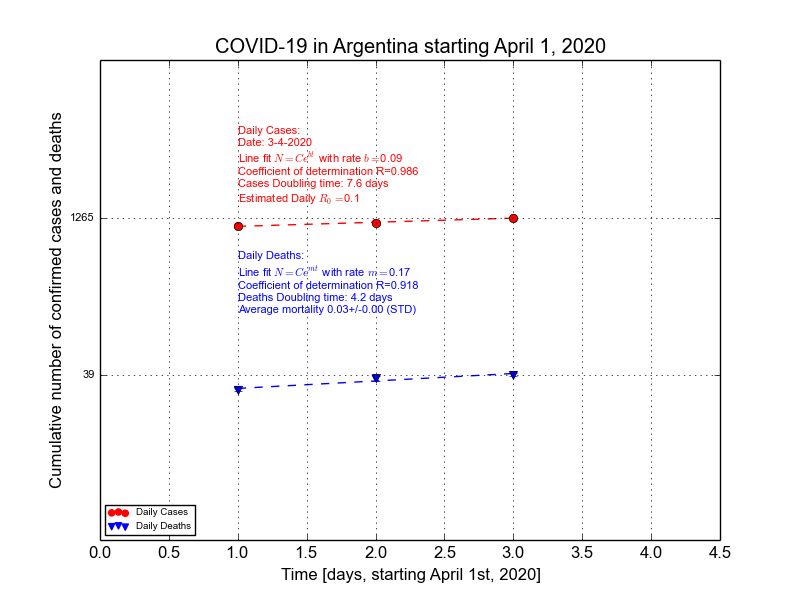 COVID-19 in Argentina starting April 1, 2020
Cumulative number of confirmed cases and deaths
Daily Cases:
Date: 3-4-2020
Line fit N = Ce^{bt} with rate b =0.09
Coefficient of determination R=0.986
Cases Doubling time: 7.6 days
Estimated Daily R_0 =0.1
1265
Daily Deaths:
Line fit N = Ce^{mt} with rate m =0.17
Coefficient of determination R=0.918
Deaths Doubling time: 4.2 days
Average mortality 0.03+/-0.00 (STD)
39
Daily Cases
Daily Deaths
0.0 0.5 1.0 1.5 2.0 2.5 3.0 3.5 4.0 4.5
Time [days, starting April 1st, 2020]